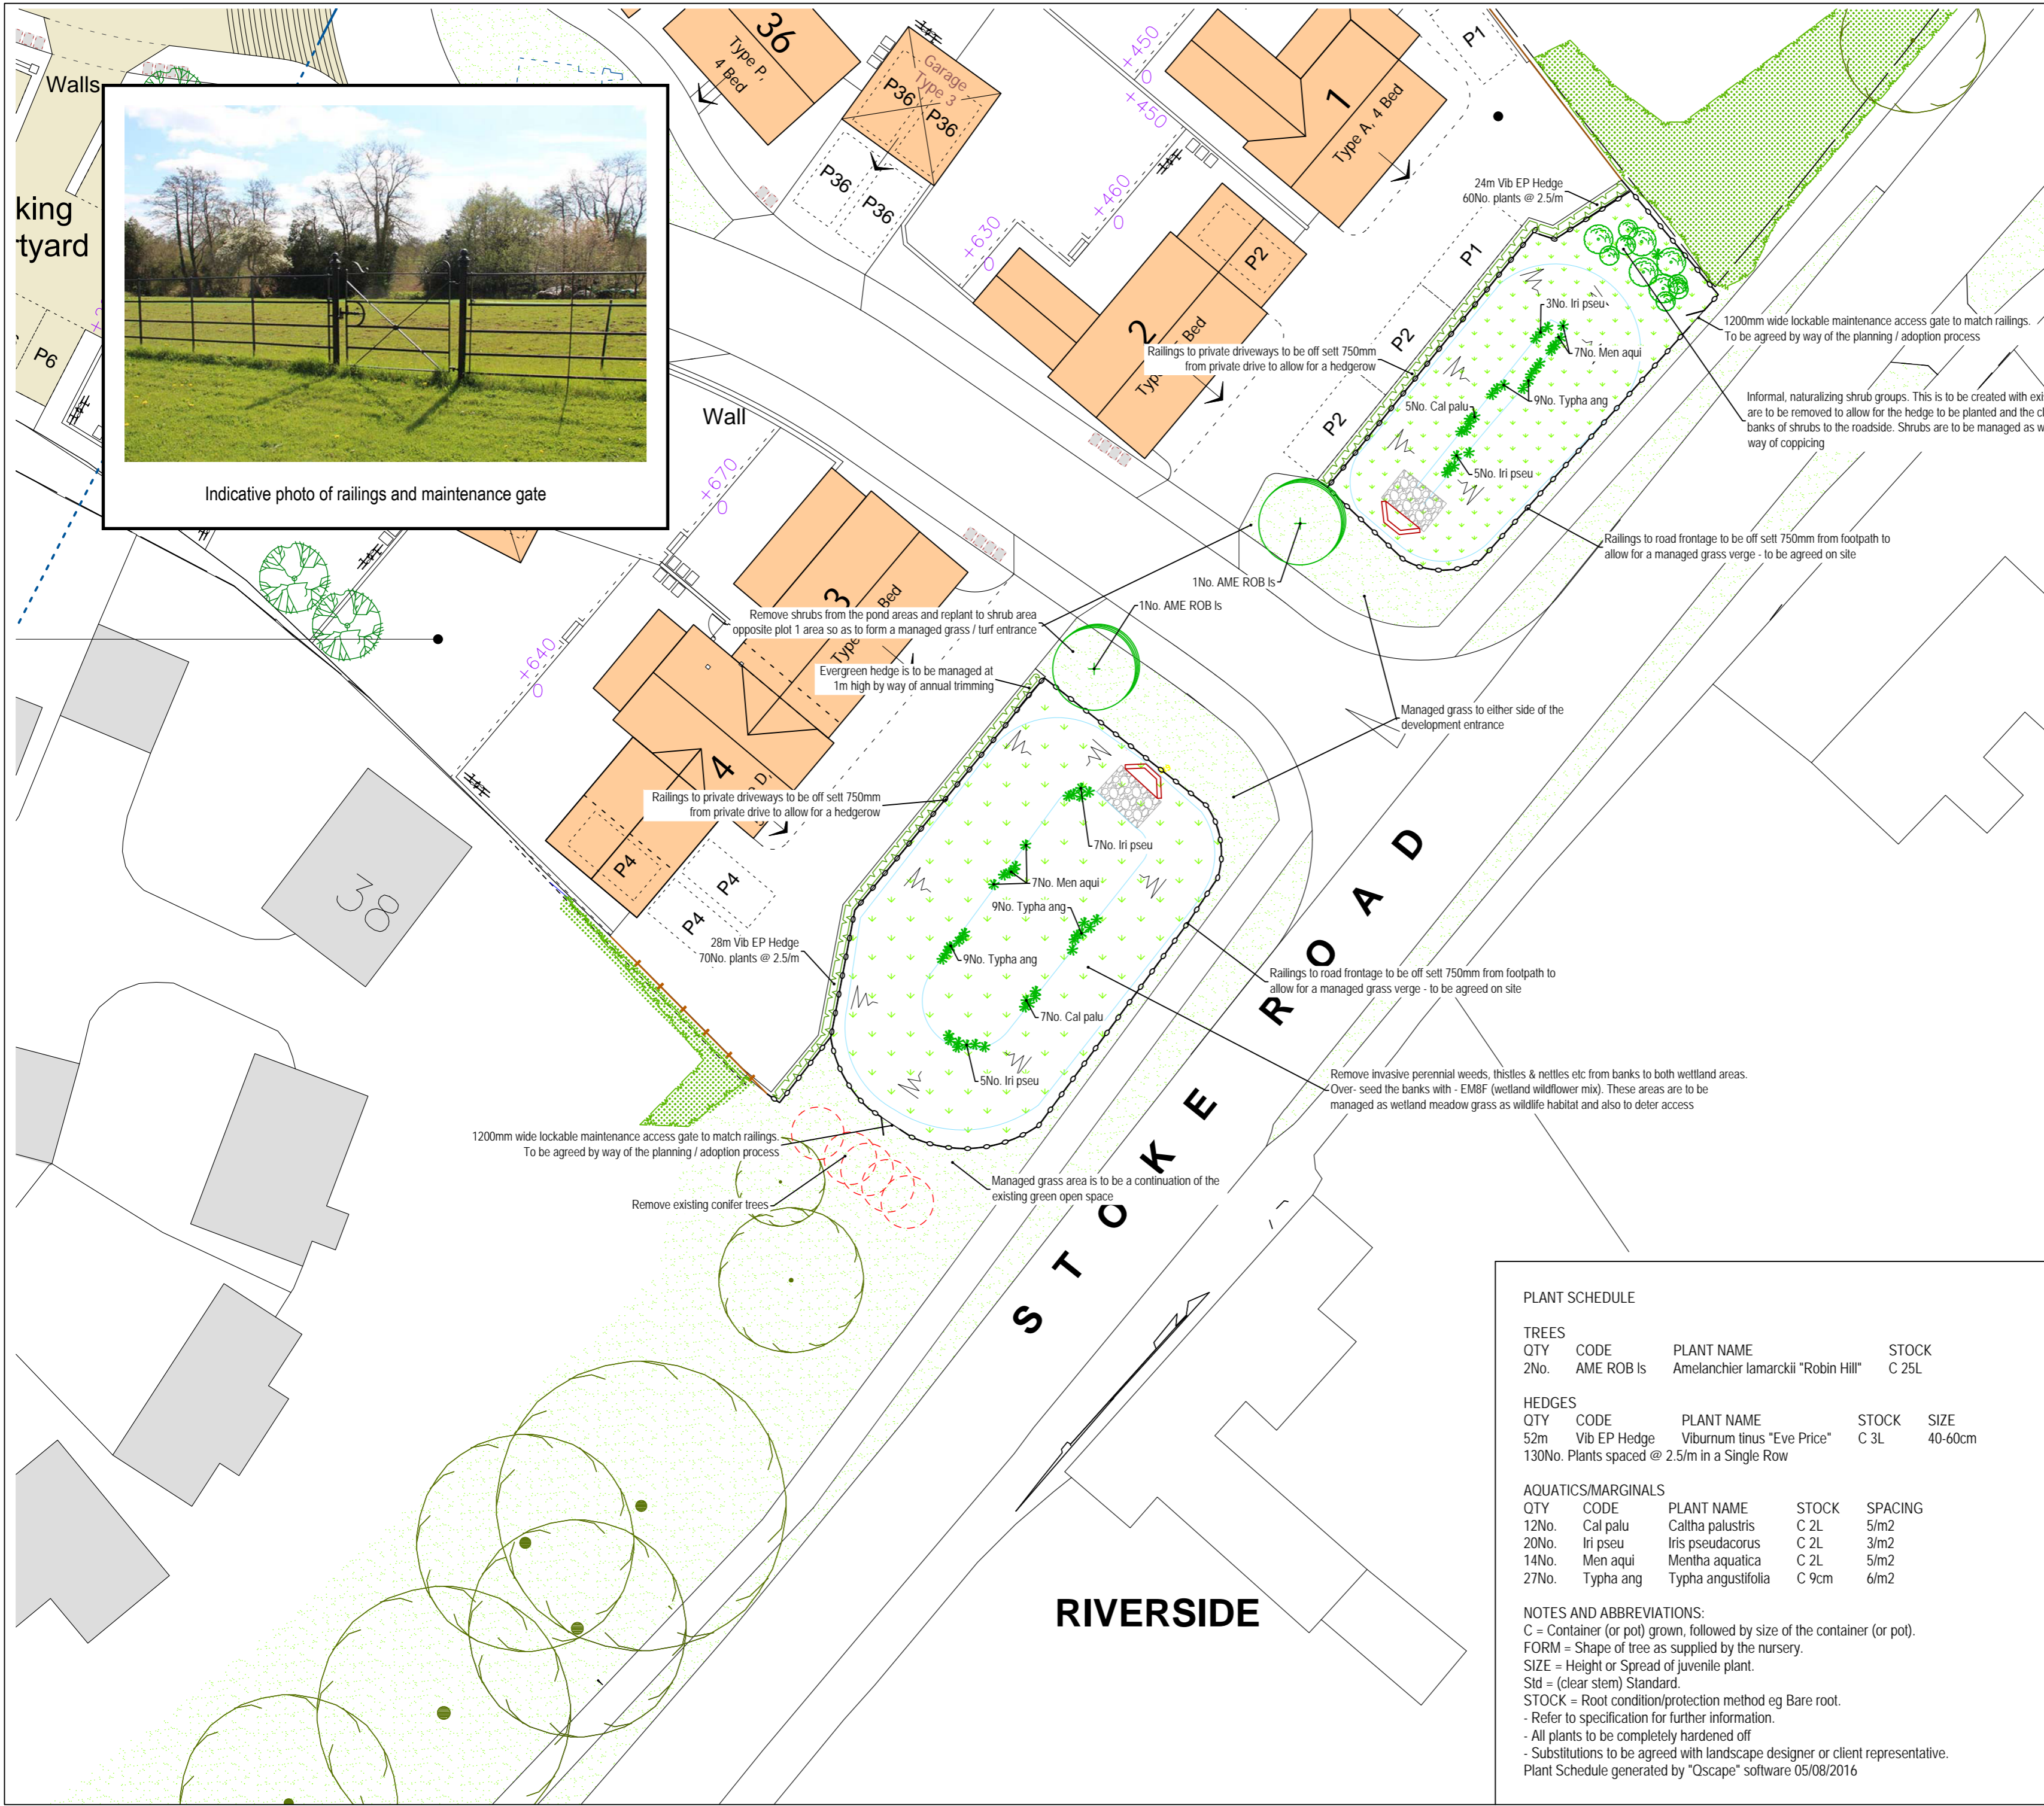 Walls
king
rtyard
P6
Indicative photo of railings and maintenance gate
36
Type P,
4 Bed
Garage
Type 3
P36
P36
P36
P36
+450
0
+450
+460
0
+630
0
1
Type A, 4 Bed
P1
P1
2
Bed
P2
P2
P2
24m Vib EP Hedge
60No. plants @ 2.5/m
Railings to private driveways to be off sett 750mm
from private drive to allow for a hedgerow
3No. Iri pseu
7No. Men aqui
9No. Typha ang
5No. Cal palu
5No. Iri pseu
1200mm wide lockable maintenance access gate to match railings.
To be agreed by way of the planning / adoption process
Informal, naturalizing shrub groups. This is to be created with exi
are to be removed to allow for the hedge to be planted and the cl
banks of shrubs to the roadside. Shrubs are to be managed as w
way of coppicing
Railings to road frontage to be off sett 750mm from footpath to
allow for a managed grass verge - to be agreed on site
Wall
+670
0
+640
0
1No. AME ROB ls
1No. AME ROB ls
3
Type
Bed
Remove shrubs from the pond areas and replant to shrub area
opposite plot 1 area so as to form a managed grass / turf entrance
Evergreen hedge is to be managed at
1m high by way of annual trimming
Managed grass to either side of the
development entrance
4
D,
P4
P4
P4
Railings to private driveways to be off sett 750mm
from private drive to allow for a hedgerow
38
28m Vib EP Hedge
70No. plants @ 2.5/m
7No. Iri pseu
7No. Men aqui
9No. Typha ang
9No. Typha ang
7No. Cal palu
5No. Iri pseu
Railings to road frontage to be off sett 750mm from footpath to
allow for a managed grass verge - to be agreed on site
Remove invasive perennial weeds, thistles & nettles etc from banks to both wettland areas.
Over- seed the banks with - EM8F (wetland wildflower mix). These areas are to be
managed as wetland meadow grass as wildlife habitat and also to deter access
1200mm wide lockable maintenance access gate to match railings.
To be agreed by way of the planning / adoption process
Remove existing conifer trees
Managed grass area is to be a continuation of the
existing green open space
STOKE ROAD
RIVERSIDE
PLANT SCHEDULE
TREES
QTY CODE PLANT NAME STOCK
2No. AME ROB ls Amelanchier lamarckii "Robin Hill" C 25L
HEDGES
QTY CODE PLANT NAME STOCK SIZE
52m Vib EP Hedge Viburnum tinus "Eve Price" C 3L 40-60cm
130No. Plants spaced @ 2.5/m in a Single Row
AQUATICS/MARGINALS
QTY CODE PLANT NAME STOCK SPACING
12No. Cal palu Caltha palustris C 2L 5/m2
20No. Iri pseu Iris pseudacorus C 2L 3/m2
14No. Men aqui Mentha aquatica C 2L 5/m2
27No. Typha ang Typha angustifolia C 9cm 6/m2
NOTES AND ABBREVIATIONS:
C = Container (or pot) grown, followed by size of the container (or pot).
FORM = Shape of tree as supplied by the nursery.
SIZE = Height or Spread of juvenile plant.
Std = (clear stem) Standard.
STOCK = Root condition/protection method eg Bare root.
- Refer to specification for further information.
- All plants to be completely hardened off
- Substitutions to be agreed with landscape designer or client representative.
Plant Schedule generated by "Qscape" software 05/08/2016